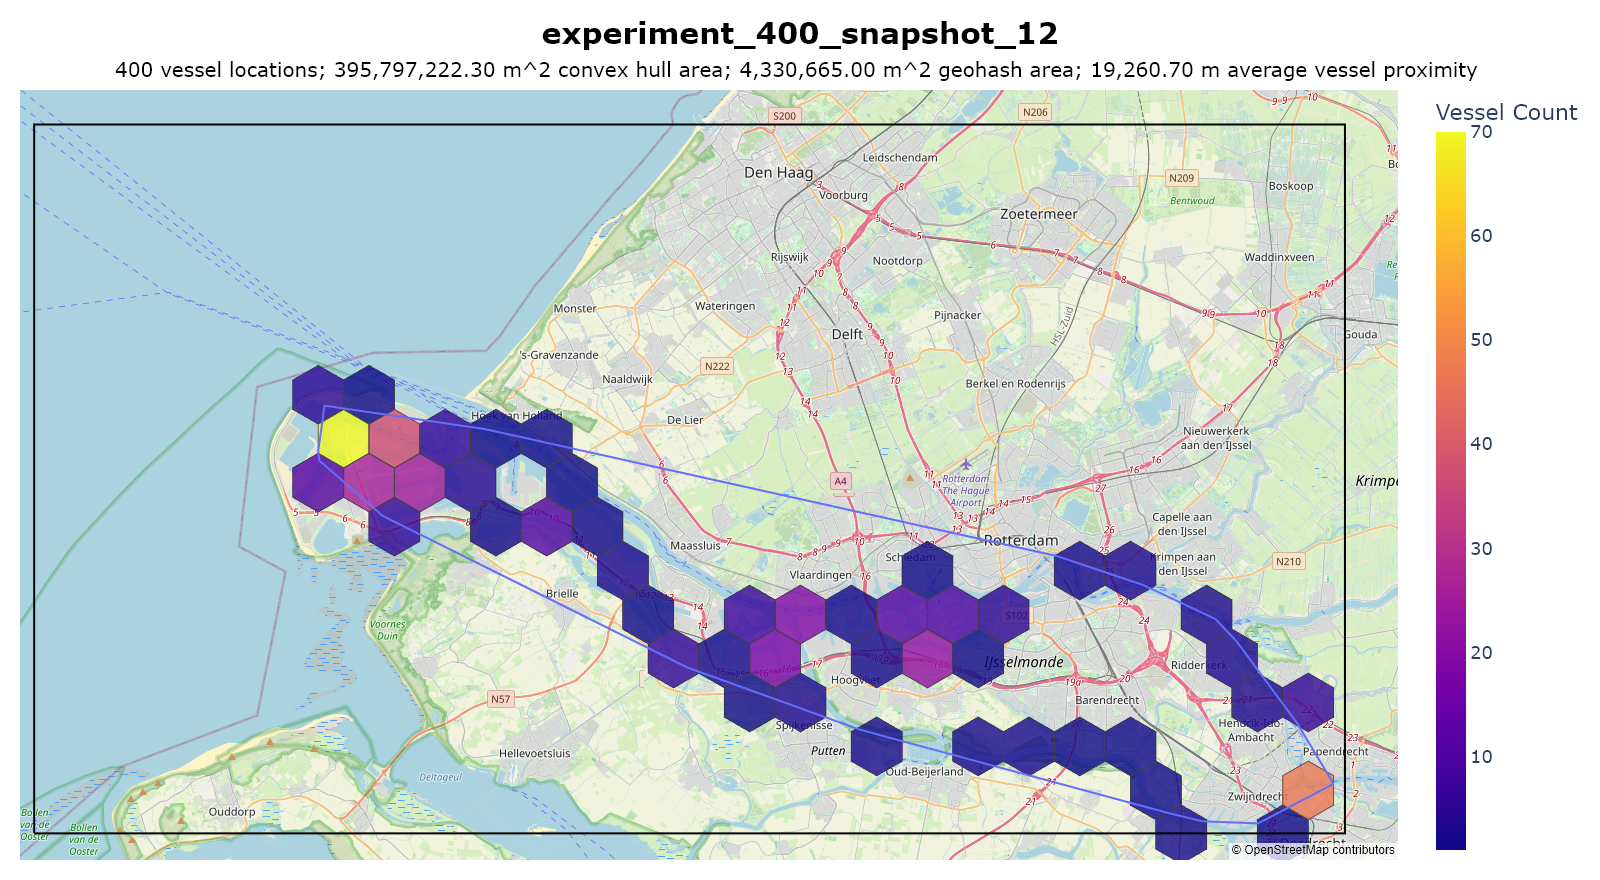 experiment_400_snapshot_12
400 vessel locations; 395,797,222.30 m^2 convex hull area; 4,330,665.00 m^2 geohash area; 19,260.70 m average vessel proximity
Vessel Count
70
60
50
40
30
20
10
S200
N206
Leidschendam
Den Haag
Voorburg
N209
Bentwoud
Boskoop
Zoetermeer
Rijswijk
Nootdorp
Waddinxveen
Monster
Wateringen
Pijnacker
Delft
HSL-Zuid
Gouda
's-Gravenzande
N222
Naaldwijk
Berkel en Rodenrijs
Hoek van Holland
De Lier
Nieuwerkerk
aan den IJssel
A4
Rotterdam
The Hague
Airport
Krimpe
Capelle aan
den IJssel
Maassluis
Rotterdam
Schiedam
Krimpen aan
den IJssel
N210
Vlaardingen
Brielle
S102
Voornes
Duin
IJsselmonde
Ridderkerk
Hoogvliet
N57
Barendrecht
Spijkenisse
Hendrik-Ido-
Ambacht
Hellevoetsluis
Putten
Papendrecht
Oud-Beijerland
Deltageul
Zwijndrecht
Ouddorp
Bollen
van de
Ooster
Bollen
van de
Ooster
Dordrecht
© OpenStreetMap contributors